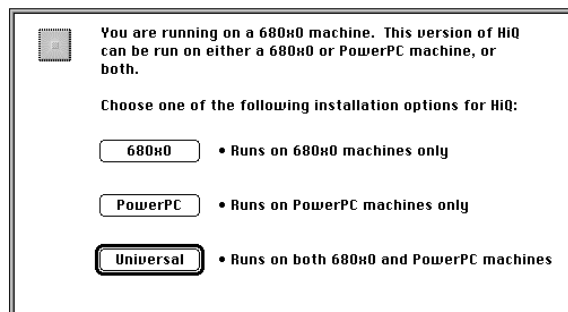 You are running on a 680x0 machine.  This version of HiQ
can be run on either a 680x0 or PowerPC machine, or
both.
Choose one of the following installation options for HiQ:
680x0 • Runs on 680x0 machines only
PowerPC • Runs on PowerPC machines only
Universal • Runs on both 680x0 and PowerPC machines